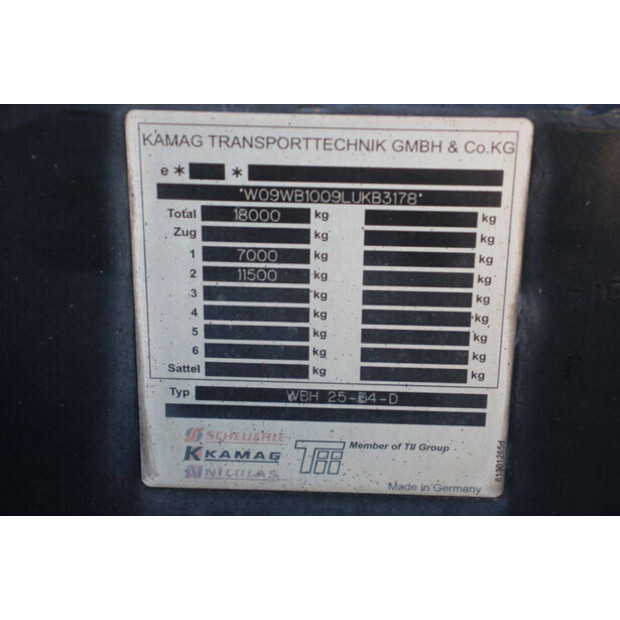 KAMAG TRANSPORTTECHNIK GMBH & Co.KG
e * *
*W09WB1009LUKB3178*
Total 18000 kg kg
Zug kg kg
1 7000 kg kg
2 11500 kg kg
3 kg kg
4 kg kg
5 kg kg
6 kg kg
Sattel kg kg
Typ WBH 25-E4-D
SCHEUERLE
KAMAG
NICOLAS
TII Member of TII Group
Made in Germany